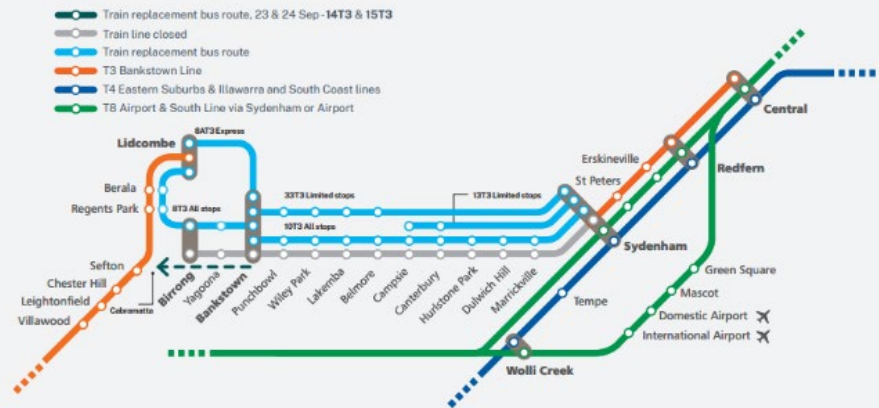 Train replacement bus route, 23 & 24 Sep - 14T3 & 15T3
Train line closed
Train replacement bus route
T3 Bankstown Line
T4 Eastern Suburbs & Illawarra and South Coast lines
T8 Airport & South Line via Sydenham or Airport
Central
8AT3 Express
Lidcombe
Erskineville
Redfern
St Peters
Berala
33T3 Limited stops
13T3 Limited stops
Regents Park
8T3 All stops
10T3 All stops
Sydenham
Sefton
Chester Hill
Leightonfield
Villawood
Cabramatta
Birrong
Yagoona
Bankstown
Punchbowl
Wiley Park
Lakemba
Belmore
Campsie
Canterbury
Hurlstone Park
Dulwich Hill
Marrickville
Green Square
Mascot
Tempe
Domestic Airport
International Airport
Wolli Creek